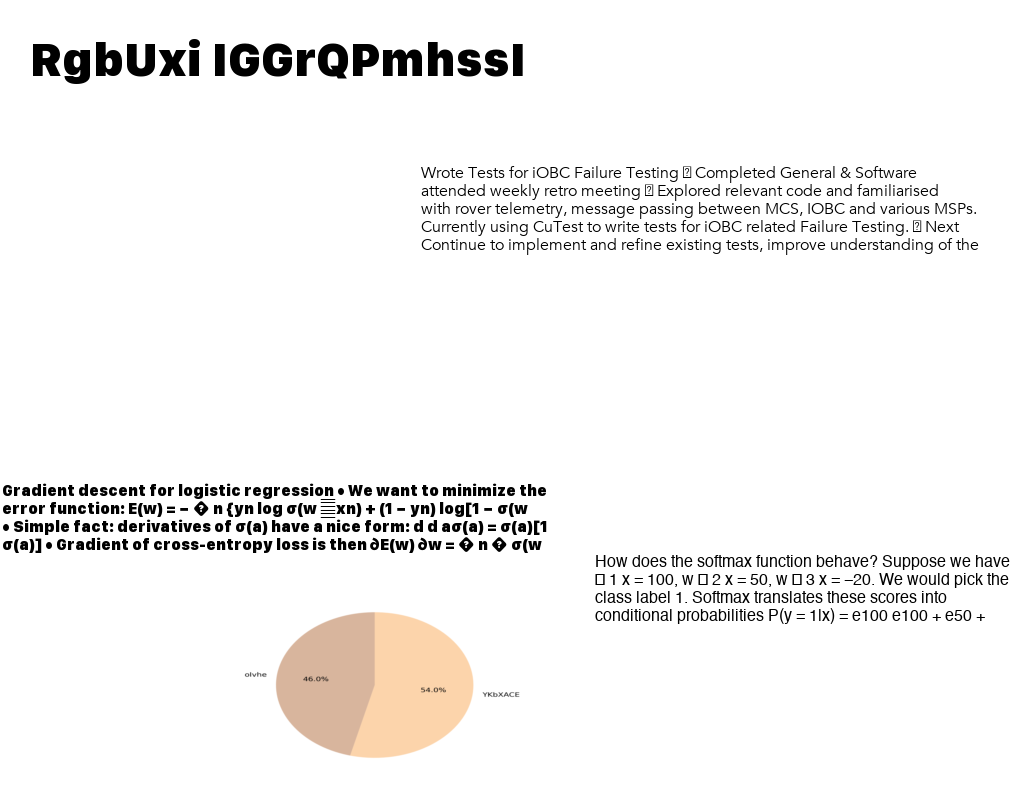 RgbUxi IGGrQPmhssI
Wrote Tests for iOBC Failure Testing  Completed General & Software
attended weekly retro meeting  Explored relevant code and familiarised
with rover telemetry, message passing between MCS, IOBC and various MSPs.
Currently using CuTest to write tests for iOBC related Failure Testing.  Next
Continue to implement and refine existing tests, improve understanding of the
Gradient descent for logistic regression • We want to minimize the
error function: E(w) = − � n {yn log σ(w xn) + (1 − yn) log[1 − σ(w
• Simple fact: derivatives of σ(a) have a nice form: d d aσ(a) = σ(a)[1
σ(a)] • Gradient of cross-entropy loss is then ∂E(w) ∂w = � n � σ(w
How does the softmax function behave? Suppose we have
 1 x = 100, w  2 x = 50, w  3 x = −20. We would pick the
class label 1. Softmax translates these scores into
conditional probabilities P(y = 1|x) = e100 e100 + e50 +
olvhe
46.0%
54.0%
YKbXACE